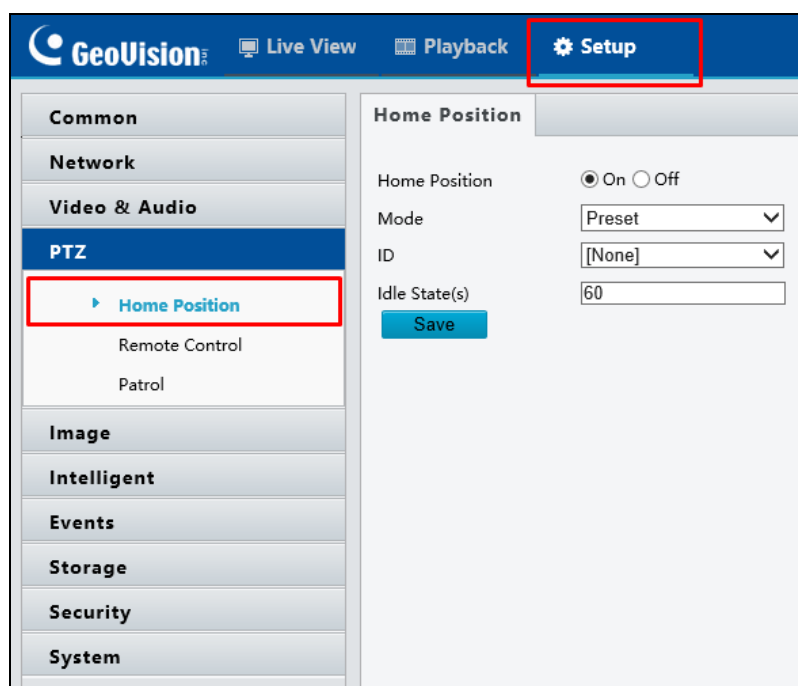 GeoVision Inc Live View Playback Setup
Common
Network
Video & Audio
PTZ
Home Position
Remote Control
Patrol
Image
Intelligent
Events
Storage
Security
System
Home Position
Home Position On Off
Mode Preset
ID [None]
Idle State(s) 60
Save